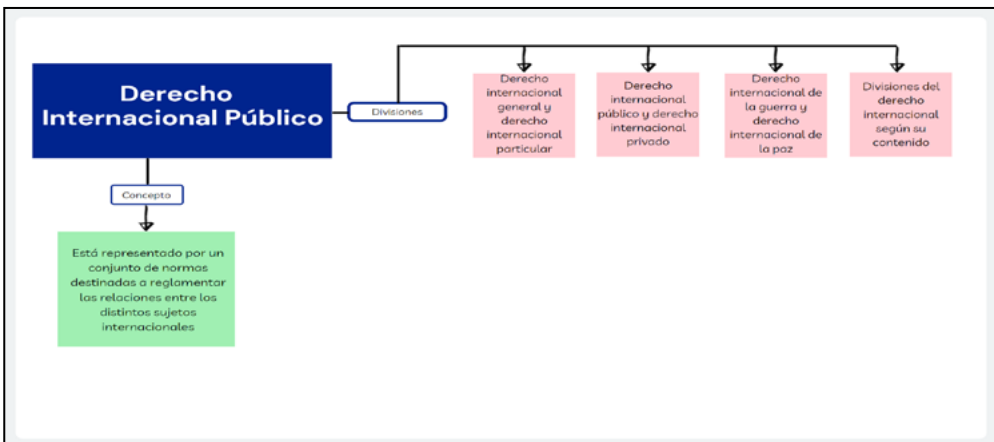 Derecho
Internacional Público
Divisiones
Derecho
internacional
general y
derecho
internacional
particular
Derecho
internacional
público y derecho
internacional
privado
Derecho
internacional de
la guerra y
derecho
internacional de
la paz
Divisiones del
derecho
internacional
según su
contenido
Concepto
Está representado por un
conjunto de normas
destinadas a reglamentar
las relaciones entre los
distintos sujetos
internacionales